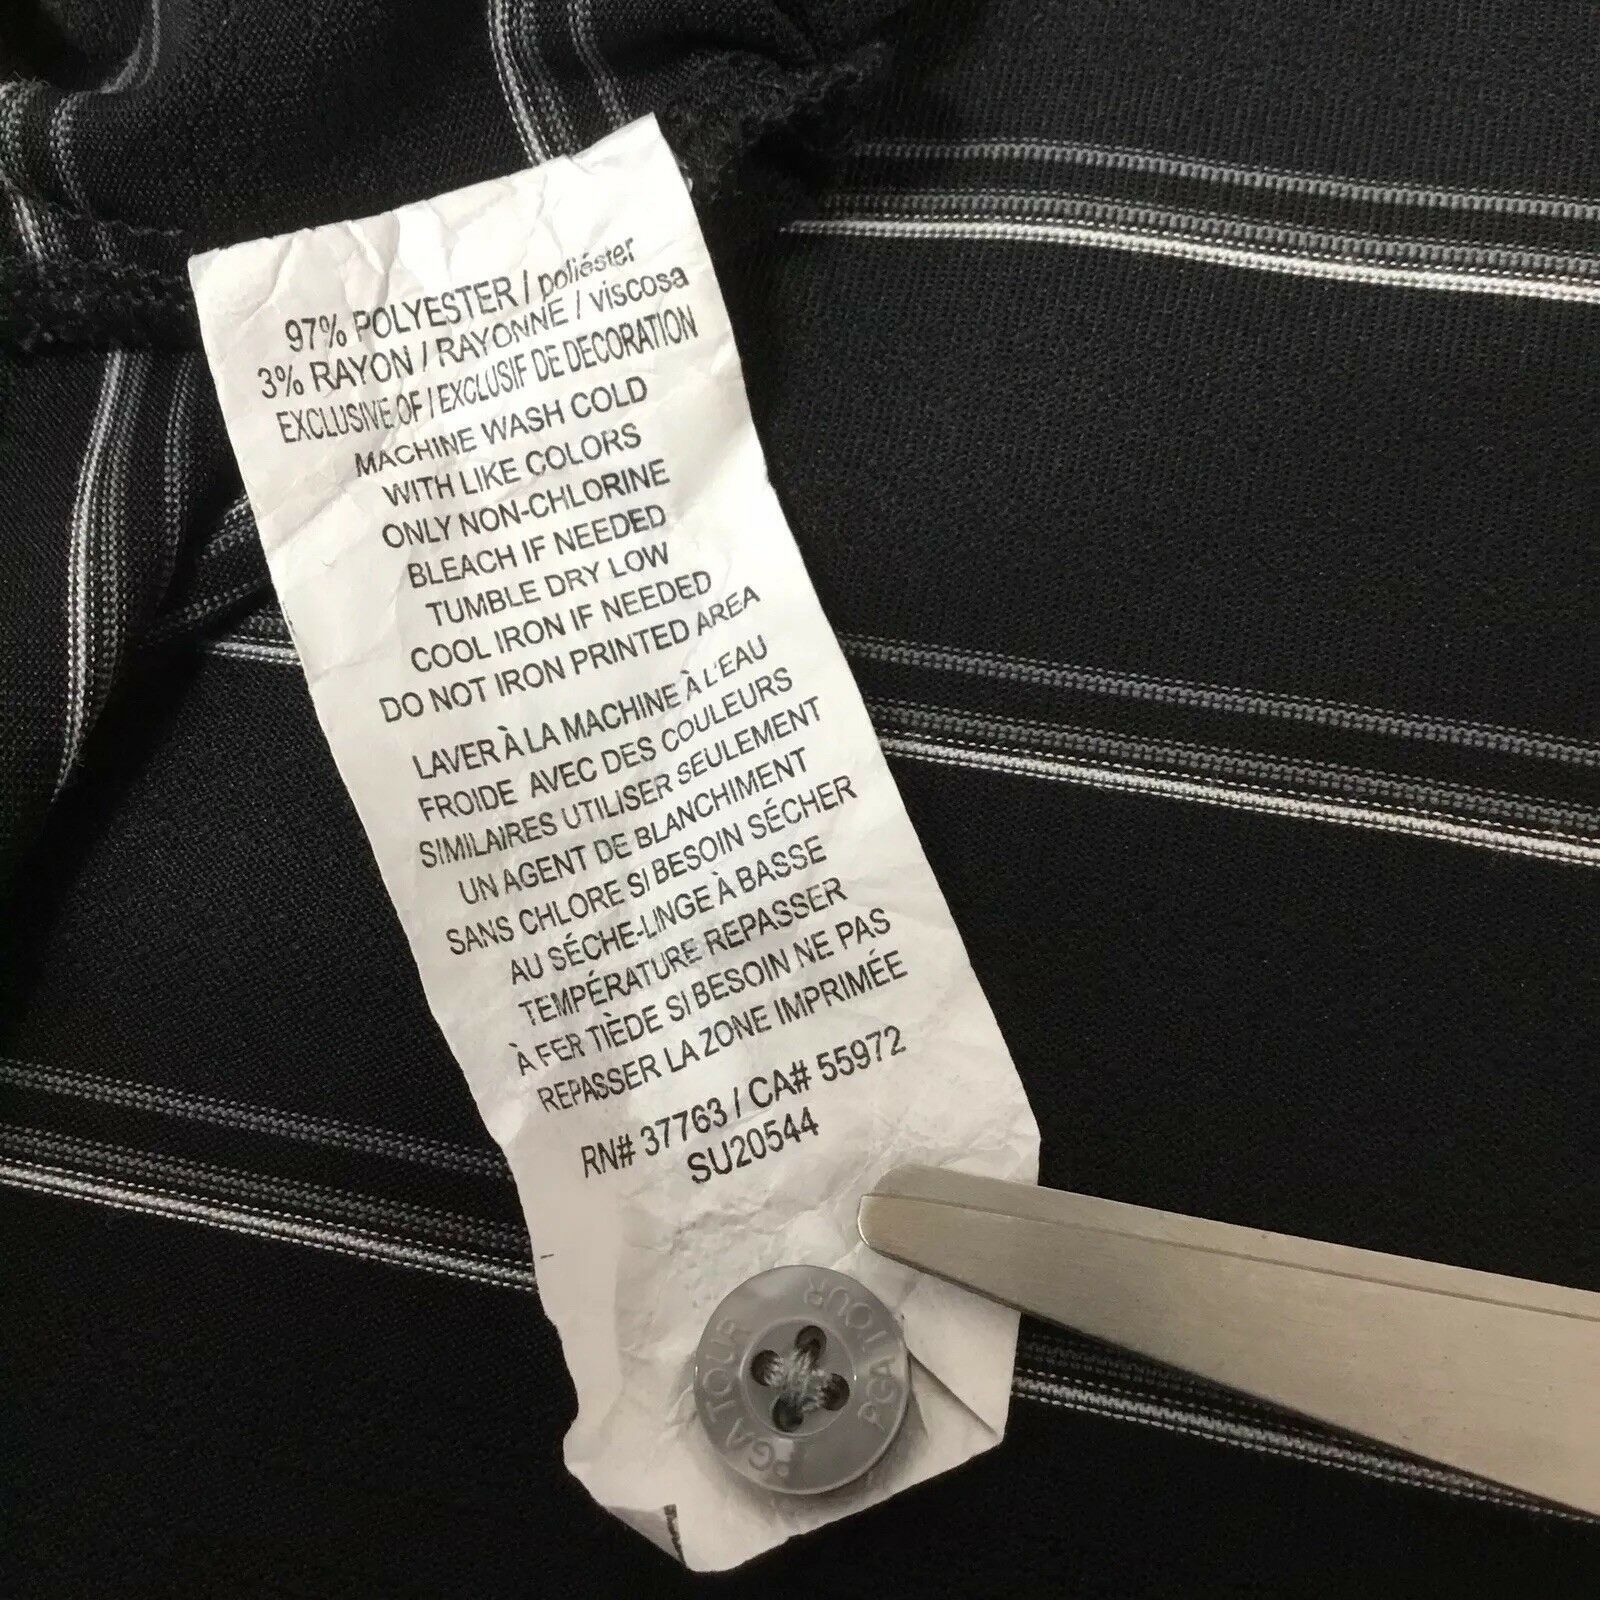 97% POLYESTER / poliéster
3% RAYON / RAYONNE / viscosa
EXCLUSIVE OF / EXCLUSIF DE DECORATION
MACHINE WASH COLD
WITH LIKE COLORS
ONLY NON-CHLORINE
BLEACH IF NEEDED
TUMBLE DRY LOW
COOL IRON IF NEEDED
DO NOT IRON PRINTED AREA
LAVER À LA MACHINE À L'EAU
FROIDE AVEC DES COULEURS
SIMILAIRES UTILISER SEULEMENT
UN AGENT DE BLANCHIMENT
SANS CHLORE SI BESOIN SÉCHER
AU SÉCHE-LINGE À BASSE
TEMPÉRATURE REPASSER
À FER TIÈDE SI BESOIN NE PAS
REPASSER LA ZONE IMPRIMÉE
RN# 37763 / CA# 55972
SU20544
PGA TOUR
PGA TOUR